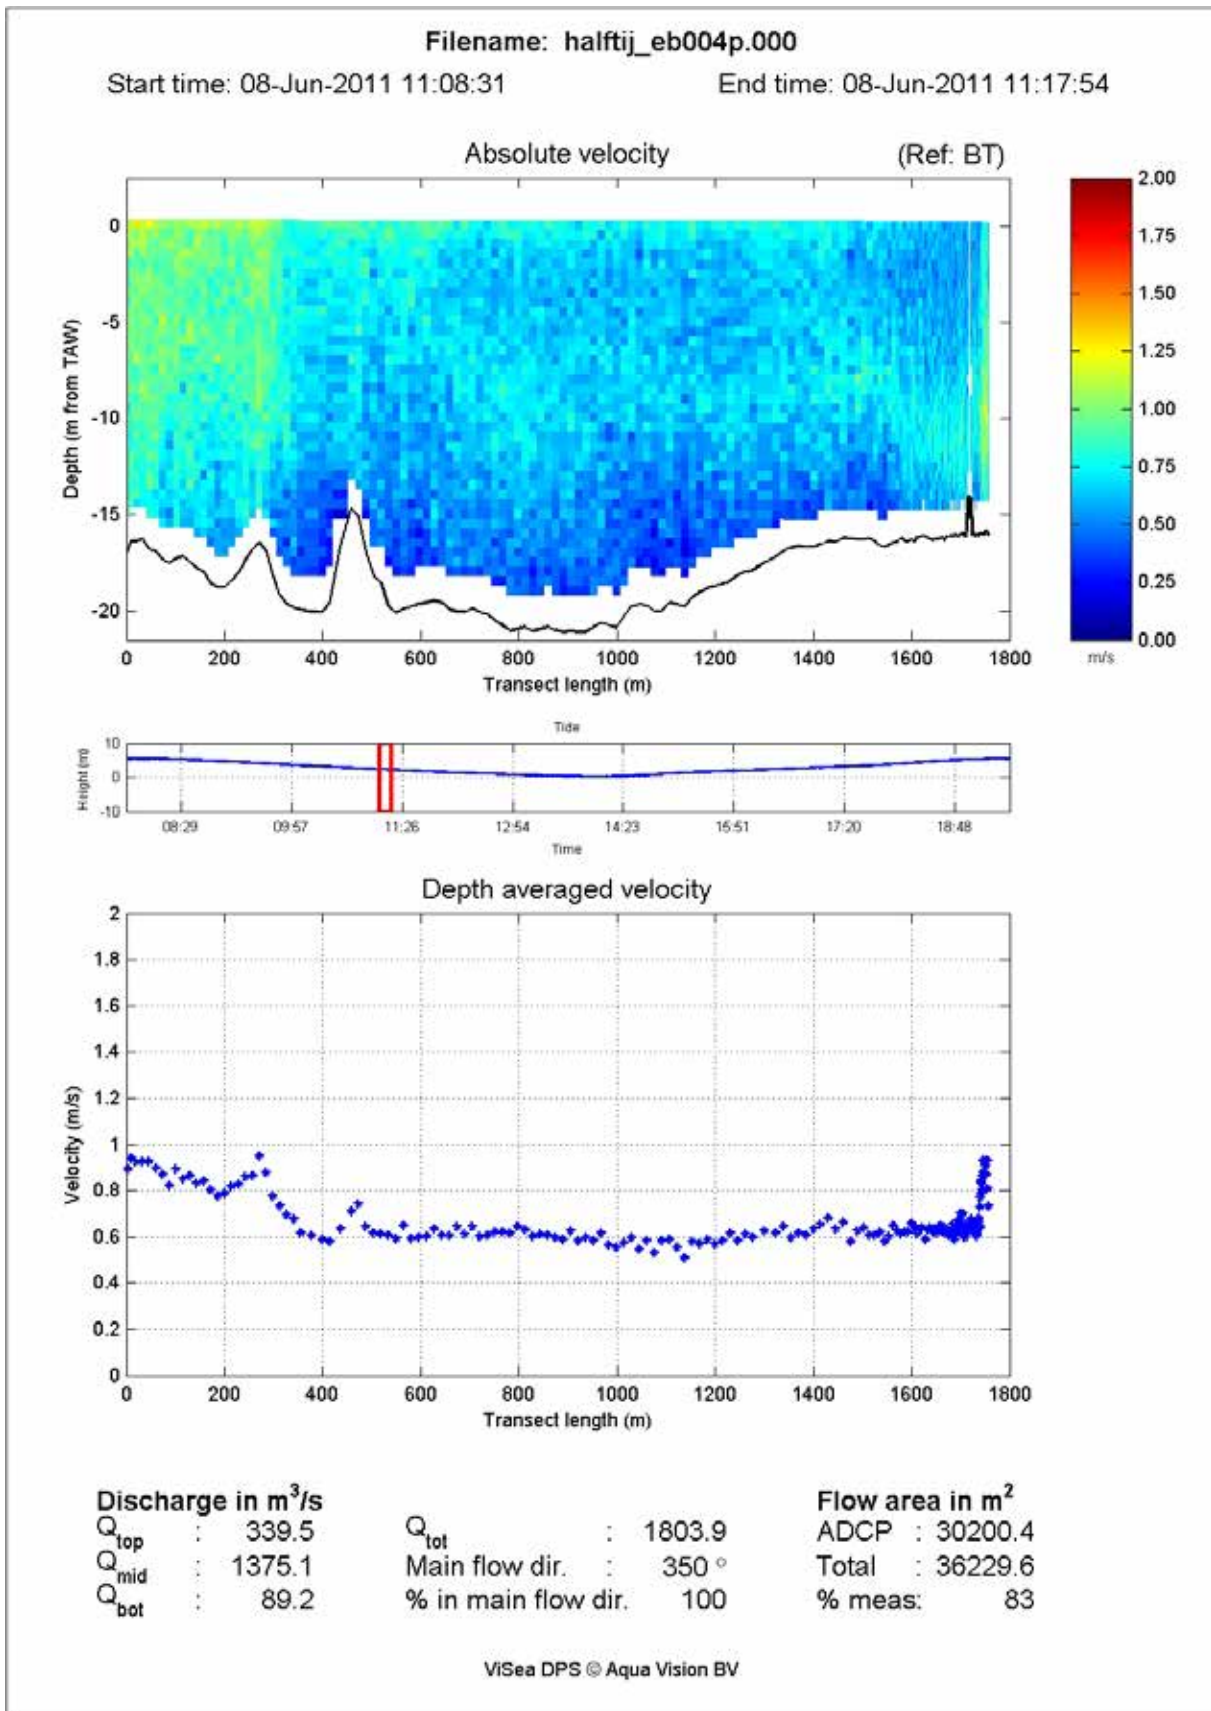 Filename: halftij_eb004p.000
Start time: 08-Jun-2011 11:08:31 End time: 08-Jun-2011 11:17:54
Absolute velocity (Ref: BT)
2.00
1.75
1.50
1.25
1.00
0.75
0.50
0.25
0.00
m/s
Depth (m from TAW)
0
-5
-10
-15
-20
0 200 400 600 800 1000 1200 1400 1600 1800
Transect length (m)
Tide
Height (m)
10
0
-10
08:29 09:57 11:26 12:54 14:23 15:51 17:20 18:48
Time
Depth averaged velocity
Velocity (m/s)
2
1.8
1.6
1.4
1.2
1
0.8
0.6
0.4
0.2
0
0 200 400 600 800 1000 1200 1400 1600 1800
Transect length (m)
Discharge in m³/s Flow area in m²
Q_top : 339.5 Q_tot : 1803.9 ADCP : 30200.4
Q_mid : 1375.1 Main flow dir. : 350 ° Total : 36229.6
Q_bot : 89.2 % in main flow dir. 100 % meas: 83
ViSea DPS © Aqua Vision BV